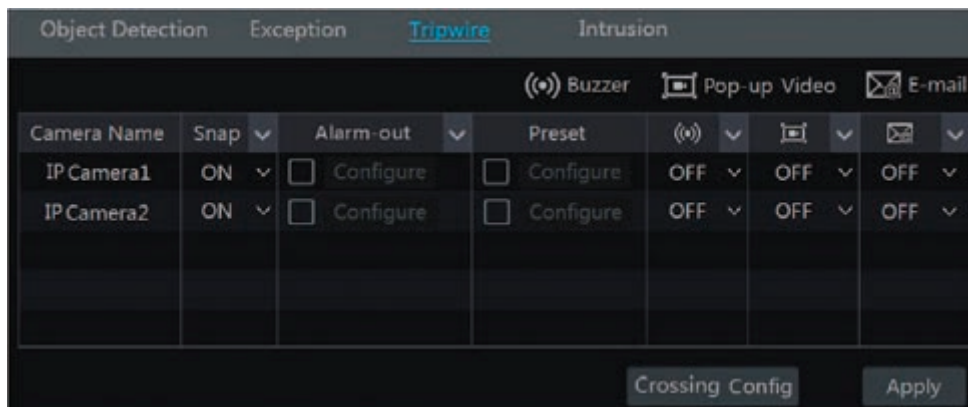 Object Detection Exception Tripwire Intrusion
Buzzer Pop-up Video E-mail
Camera Name Snap Alarm-out Preset
IP Camera1 ON Configure Configure OFF OFF OFF
IP Camera2 ON Configure Configure OFF OFF OFF
Crossing Config Apply